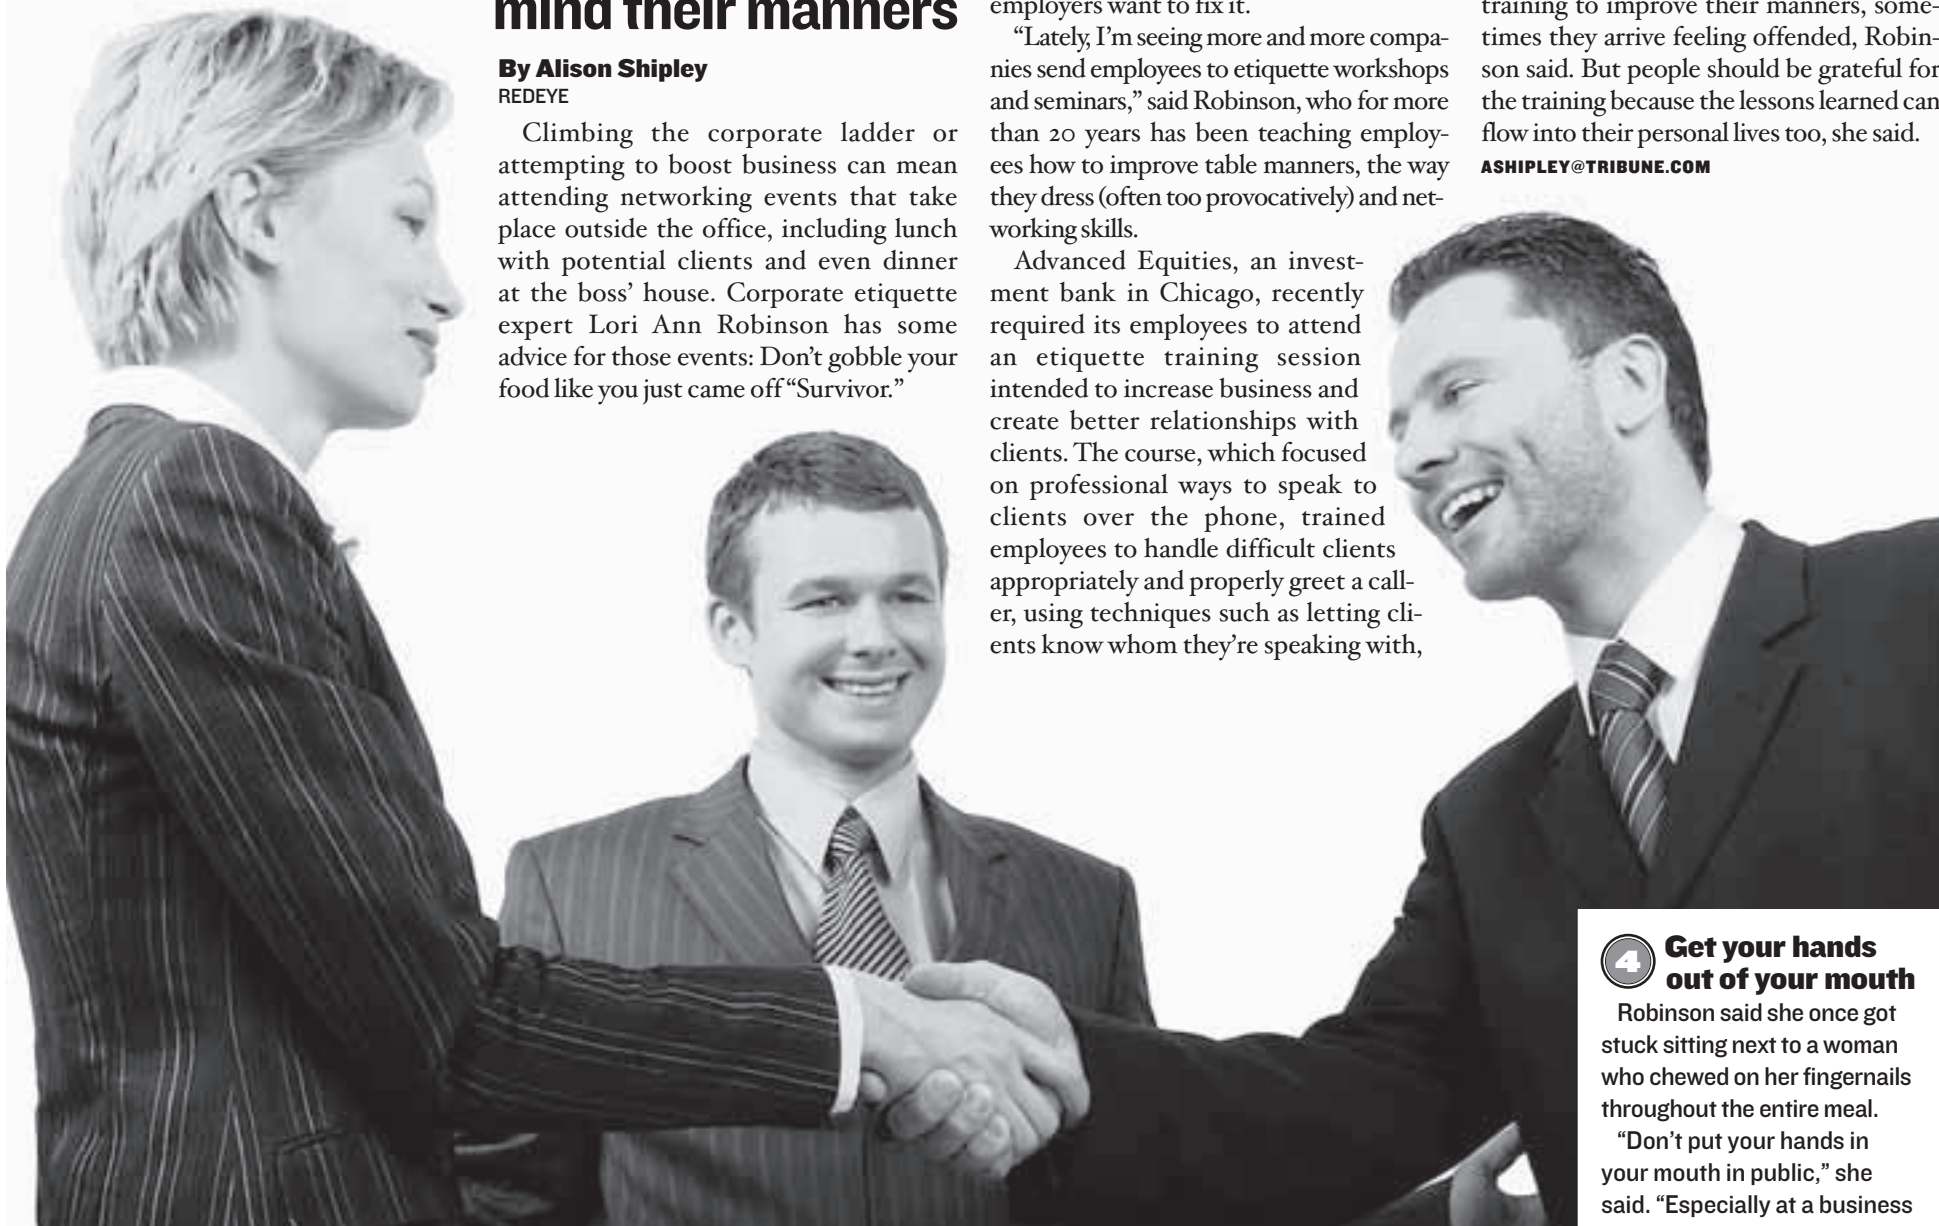 mind their manners
By Alison Shipley
REDEYE
Climbing the corporate ladder or
attempting to boost business can mean
attending networking events that take
place outside the office, including lunch
with potential clients and even dinner
at the boss’ house. Corporate etiquette
expert Lori Ann Robinson has some
advice for those events: Don’t gobble your
food like you just came off “Survivor.”
employers want to fix it.
“Lately, I’m seeing more and more compa-
nies send employees to etiquette workshops
and seminars,” said Robinson, who for more
than 20 years has been teaching employ-
ees how to improve table manners, the way
they dress (often too provocatively) and net-
working skills.
Advanced Equities, an invest-
ment bank in Chicago, recently
required its employees to attend
an etiquette training session
intended to increase business and
create better relationships with
clients. The course, which focused
on professional ways to speak to
clients over the phone, trained
employees to handle difficult clients
appropriately and properly greet a call-
er, using techniques such as letting cli-
ents know whom they’re speaking with,
training to improve their manners, some-
times they arrive feeling offended, Robin-
son said. But people should be grateful for
the training because the lessons learned can
flow into their personal lives too, she said.
ASHIPLEY@TRIBUNE.COM
4 Get your hands
out of your mouth
Robinson said she once got
stuck sitting next to a woman
who chewed on her fingernails
throughout the entire meal.
“Don’t put your hands in
your mouth in public,” she
said. “Especially at a business